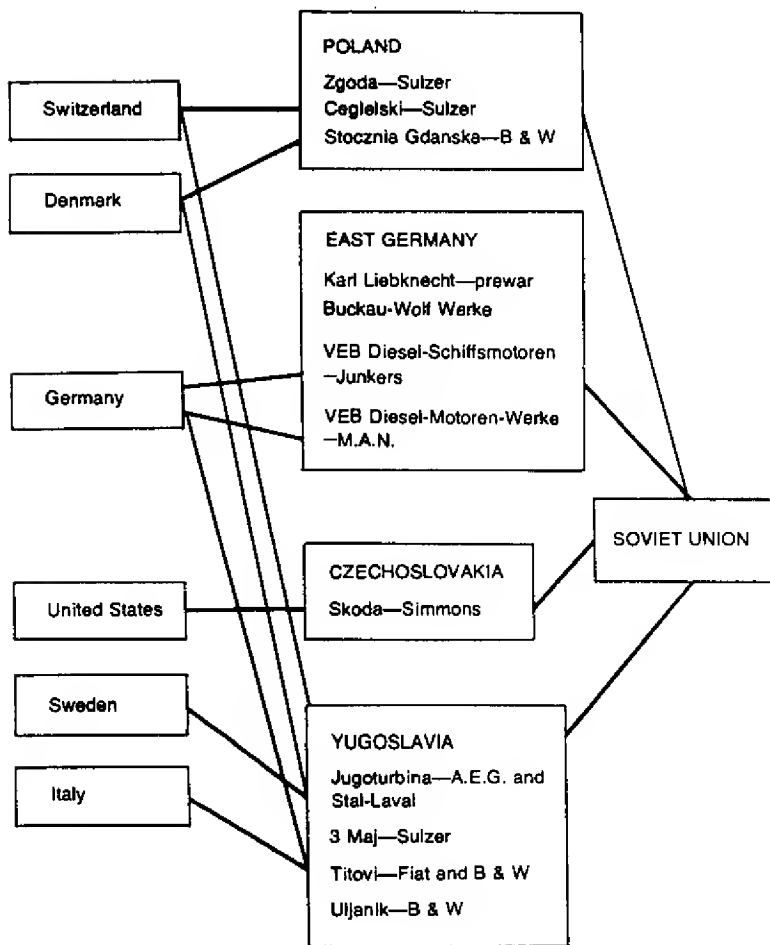 Switzerland
Denmark
Germany
United States
Sweden
Italy
POLAND
Zgoda—Sulzer
Cegielski—Sulzer
Stocznia Gdanska—B & W
EAST GERMANY
Karl Liebknecht—prewar
Buckau-Wolf Werke
VEB Diesel-Schiffsmotoren
—Junkers
VEB Diesel-Motoren-Werke
—M.A.N.
CZECHOSLOVAKIA
Skoda—Simmons
YUGOSLAVIA
Jugoturbina—A.E.G. and
Stal-Laval
3 Maj—Sulzer
Titovi—Fiat and B & W
Uljanik—B & W
SOVIET UNION